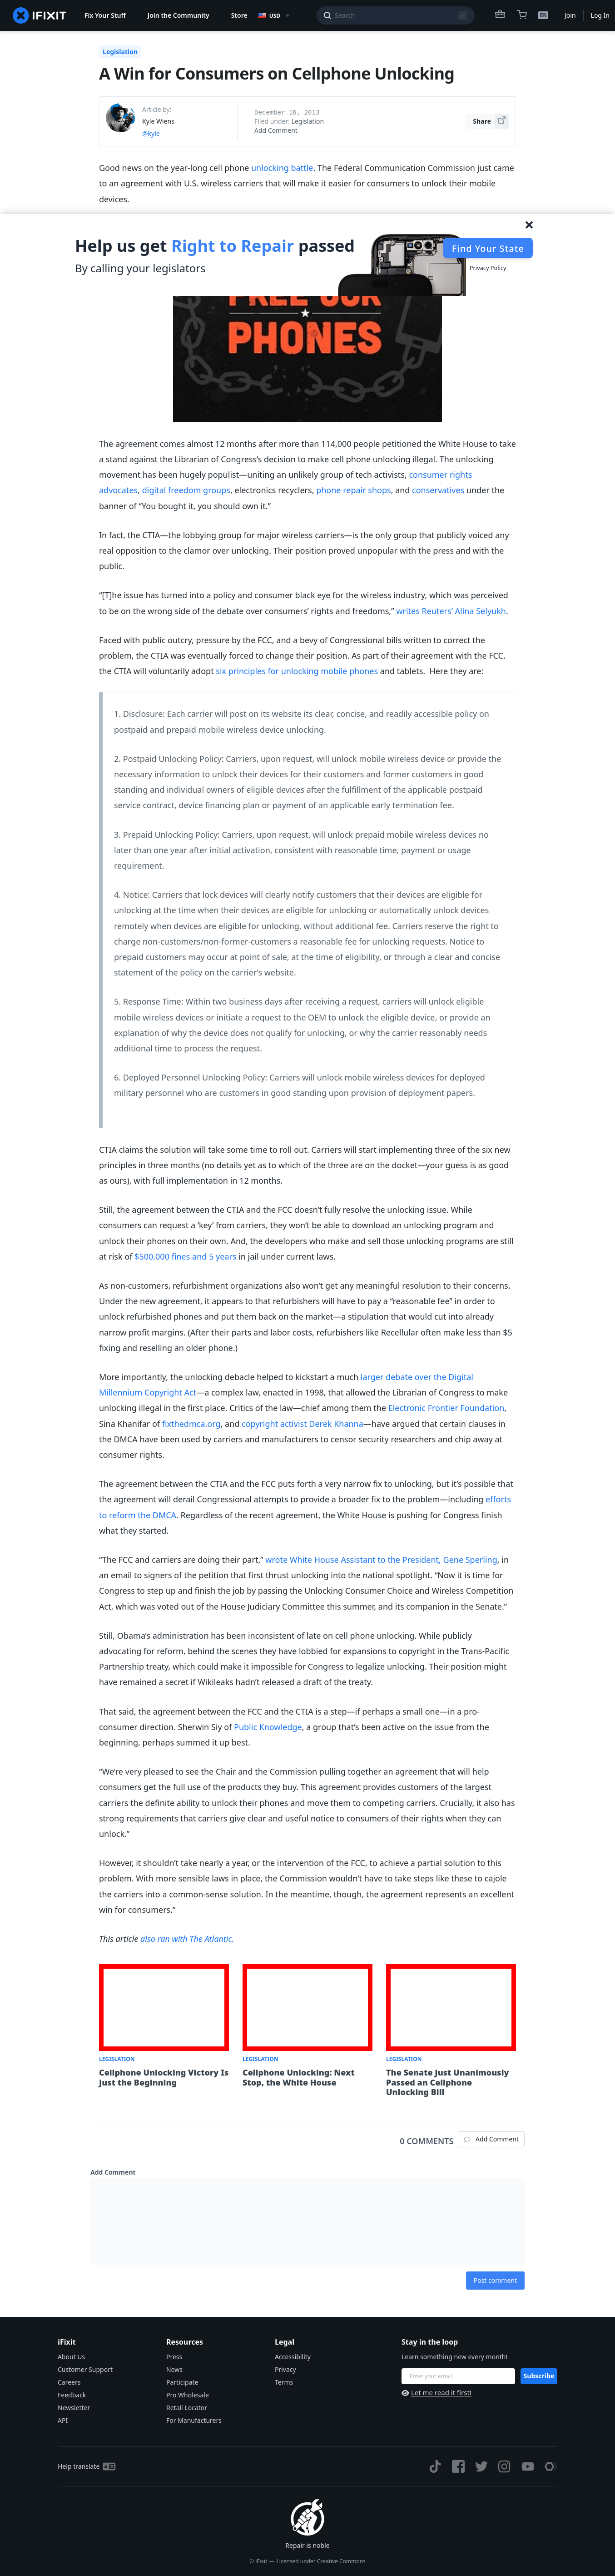 IFIXIT
Fix Your Stuff
Join the Community
Store
USD
Search
/
EN
Join
Log In
Legislation
A Win for Consumers on Cellphone Unlocking
Article by:
Kyle Wiens
@kyle
December 16, 2013
Filed under: Legislation
Add Comment
Share
Good news on the year-long cell phone unlocking battle. The Federal Communication Commission just came
to an agreement with U.S. wireless carriers that will make it easier for consumers to unlock their mobile
devices.
Help us get Right to Repair passed
By calling your legislators
Find Your State
Privacy Policy
FREE OUR
PHONES
The agreement comes almost 12 months after more than 114,000 people petitioned the White House to take
a stand against the Librarian of Congress's decision to make cell phone unlocking illegal. The unlocking
movement has been hugely populist—uniting an unlikely group of tech activists, consumer rights
advocates, digital freedom groups, electronics recyclers, phone repair shops, and conservatives under the
banner of “You bought it, you should own it.”
In fact, the CTIA—the lobbying group for major wireless carriers—is the only group that publicly voiced any
real opposition to the clamor over unlocking. Their position proved unpopular with the press and with the
public.
“[T]he issue has turned into a policy and consumer black eye for the wireless industry, which was perceived
to be on the wrong side of the debate over consumers’ rights and freedoms,” writes Reuters’ Alina Selyukh.
Faced with public outcry, pressure by the FCC, and a bevy of Congressional bills written to correct the
problem, the CTIA was eventually forced to change their position. As part of their agreement with the FCC,
the CTIA will voluntarily adopt six principles for unlocking mobile phones and tablets. Here they are:
1. Disclosure: Each carrier will post on its website its clear, concise, and readily accessible policy on
postpaid and prepaid mobile wireless device unlocking.
2. Postpaid Unlocking Policy: Carriers, upon request, will unlock mobile wireless device or provide the
necessary information to unlock their devices for their customers and former customers in good
standing and individual owners of eligible devices after the fulfillment of the applicable postpaid
service contract, device financing plan or payment of an applicable early termination fee.
3. Prepaid Unlocking Policy: Carriers, upon request, will unlock prepaid mobile wireless devices no
later than one year after initial activation, consistent with reasonable time, payment or usage
requirement.
4. Notice: Carriers that lock devices will clearly notify customers that their devices are eligible for
unlocking at the time when their devices are eligible for unlocking or automatically unlock devices
remotely when devices are eligible for unlocking, without additional fee. Carriers reserve the right to
charge non-customers/non-former-customers a reasonable fee for unlocking requests. Notice to
prepaid customers may occur at point of sale, at the time of eligibility, or through a clear and concise
statement of the policy on the carrier’s website.
5. Response Time: Within two business days after receiving a request, carriers will unlock eligible
mobile wireless devices or initiate a request to the OEM to unlock the eligible device, or provide an
explanation of why the device does not qualify for unlocking, or why the carrier reasonably needs
additional time to process the request.
6. Deployed Personnel Unlocking Policy: Carriers will unlock mobile wireless devices for deployed
military personnel who are customers in good standing upon provision of deployment papers.
CTIA claims the solution will take some time to roll out. Carriers will start implementing three of the six new
principles in three months (no details yet as to which of the three are on the docket—your guess is as good
as ours), with full implementation in 12 months.
Still, the agreement between the CTIA and the FCC doesn’t fully resolve the unlocking issue. While
consumers can request a ‘key’ from carriers, they won’t be able to download an unlocking program and
unlock their phones on their own. And, the developers who make and sell those unlocking programs are still
at risk of $500,000 fines and 5 years in jail under current laws.
As non-customers, refurbishment organizations also won’t get any meaningful resolution to their concerns.
Under the new agreement, it appears to that refurbishers will have to pay a “reasonable fee” in order to
unlock refurbished phones and put them back on the market—a stipulation that would cut into already
narrow profit margins. (After their parts and labor costs, refurbishers like Recellular often make less than $5
fixing and reselling an older phone.)
More importantly, the unlocking debacle helped to kickstart a much larger debate over the Digital
Millennium Copyright Act—a complex law, enacted in 1998, that allowed the Librarian of Congress to make
unlocking illegal in the first place. Critics of the law—chief among them the Electronic Frontier Foundation,
Sina Khanifar of fixthedmca.org, and copyright activist Derek Khanna—have argued that certain clauses in
the DMCA have been used by carriers and manufacturers to censor security researchers and chip away at
consumer rights.
The agreement between the CTIA and the FCC puts forth a very narrow fix to unlocking, but it’s possible that
the agreement will derail Congressional attempts to provide a broader fix to the problem—including efforts
to reform the DMCA. Regardless of the recent agreement, the White House is pushing for Congress finish
what they started.
“The FCC and carriers are doing their part,” wrote White House Assistant to the President, Gene Sperling, in
an email to signers of the petition that first thrust unlocking into the national spotlight. “Now it is time for
Congress to step up and finish the job by passing the Unlocking Consumer Choice and Wireless Competition
Act, which was voted out of the House Judiciary Committee this summer, and its companion in the Senate.”
Still, Obama’s administration has been inconsistent of late on cell phone unlocking. While publicly
advocating for reform, behind the scenes they have lobbied for expansions to copyright in the Trans-Pacific
Partnership treaty, which could make it impossible for Congress to legalize unlocking. Their position might
have remained a secret if Wikileaks hadn’t released a draft of the treaty.
That said, the agreement between the FCC and the CTIA is a step—if perhaps a small one—in a pro-
consumer direction. Sherwin Siy of Public Knowledge, a group that’s been active on the issue from the
beginning, perhaps summed it up best.
“We’re very pleased to see the Chair and the Commission pulling together an agreement that will help
consumers get the full use of the products they buy. This agreement provides customers of the largest
carriers the definite ability to unlock their phones and move them to competing carriers. Crucially, it also has
strong requirements that carriers give clear and useful notice to consumers of their rights when they can
unlock.”
However, it shouldn’t take nearly a year, or the intervention of the FCC, to achieve a partial solution to this
problem. With more sensible laws in place, the Commission wouldn’t have to take steps like these to cajole
the carriers into a common-sense solution. In the meantime, though, the agreement represents an excellent
win for consumers.”
This article also ran with The Atlantic.
LEGISLATION
Cellphone Unlocking Victory Is
Just the Beginning
LEGISLATION
Cellphone Unlocking: Next
Stop, the White House
LEGISLATION
The Senate Just Unanimously
Passed an Cellphone
Unlocking Bill
0 COMMENTS
Add Comment
Add Comment
Post comment
iFixit
About Us
Customer Support
Careers
Feedback
Newsletter
API
Resources
Press
News
Participate
Pro Wholesale
Retail Locator
For Manufacturers
Legal
Accessibility
Privacy
Terms
Stay in the loop
Learn something new every month!
Enter your email
Subscribe
Let me read it first!
Help translate
Repair is noble
© iFixit — Licensed under Creative Commons